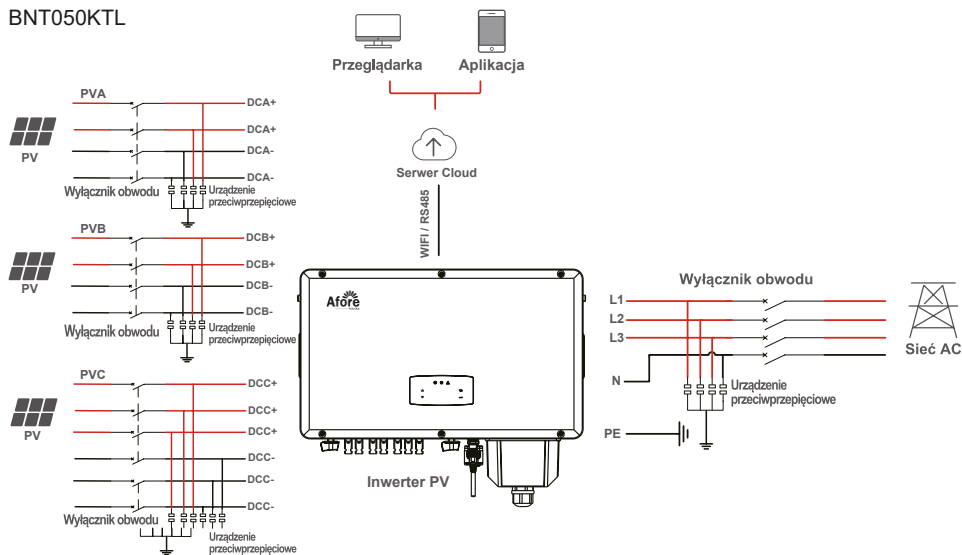 BNT050KTL
Przeglądarka
Aplikacja
Serwer Cloud
WIFI / RS485
PVA
DCA+
DCA+
DCA-
DCA-
PV
Wyłącznik obwodu
Urządzenie
przeciwprzepięciowe
PVB
DCB+
DCB+
DCB-
DCB-
PV
Wyłącznik obwodu
Urządzenie
przeciwprzepięciowe
PVC
DCC+
DCC+
DCC+
DCC-
DCC-
DCC-
PV
Wyłącznik obwodu
Urządzenie
przeciwprzepięciowe
Afore
Inwerter PV
Wyłącznik obwodu
L1
L2
L3
N
PE
Sieć AC
Urządzenie
przeciwprzepięciowe